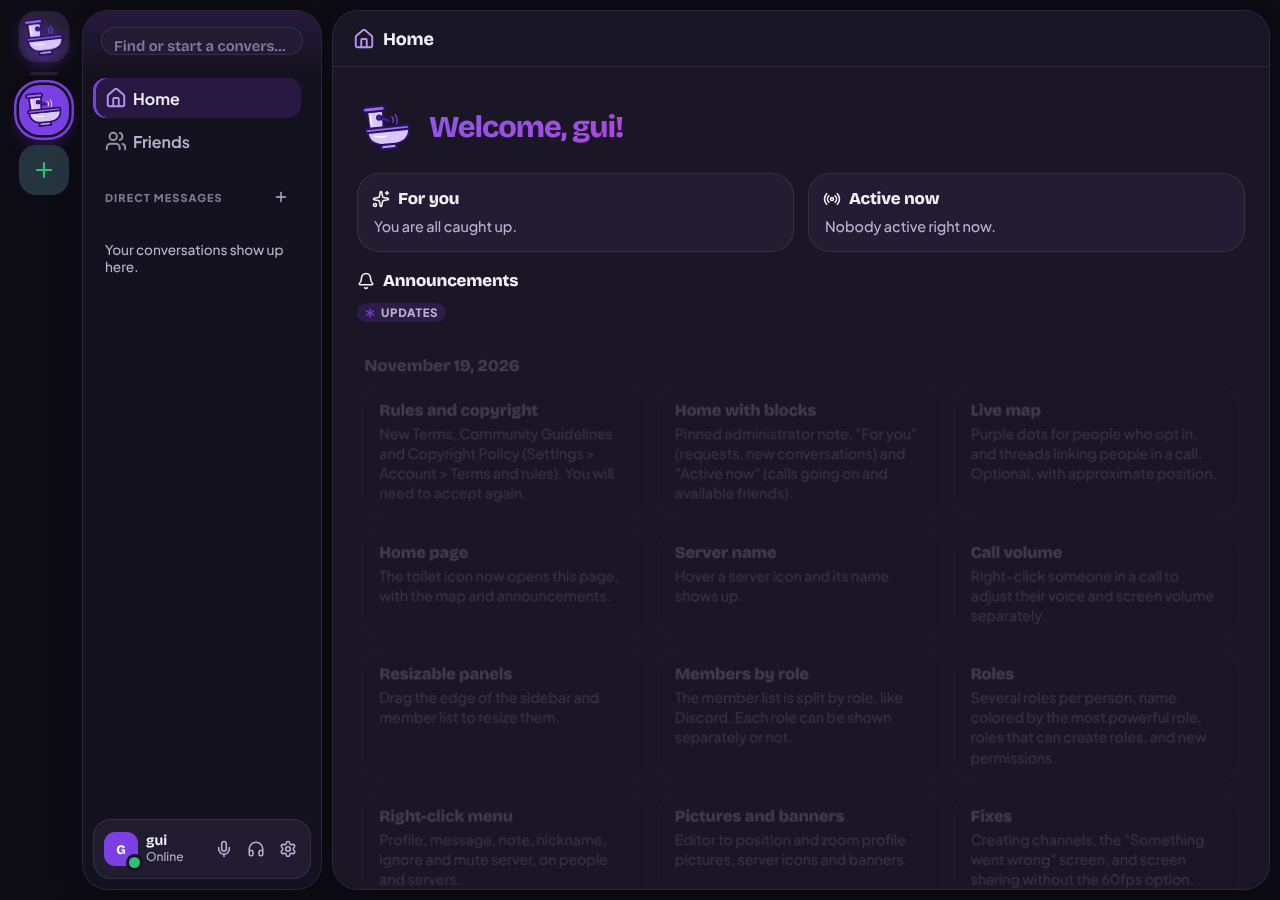 Find or start a convers...
Home
Friends
DIRECT MESSAGES
Your conversations show up
here.
G
gui
Online
Home
Welcome, gui!
For you
You are all caught up.
Active now
Nobody active right now.
Announcements
UPDATES
November 19, 2026
Rules and copyright
New Terms, Community Guidelines
and Copyright Policy (Settings >
Account > Terms and rules). You will
need to accept again.
Home with blocks
Pinned administrator note, "For you"
(requests, new conversations) and
"Active now" (calls going on and
available friends).
Live map
Purple dots for people who opt in,
and threads linking people in a call.
Optional, with approximate position.
Home page
The toilet icon now opens this page,
with the map and announcements.
Server name
Hover a server icon and its name
shows up.
Call volume
Right-click someone in a call to
adjust their voice and screen volume
separately.
Resizable panels
Drag the edge of the sidebar and
member list to resize them.
Members by role
The member list is split by role, like
Discord. Each role can be shown
separately or not.
Roles
Several roles per person, name
colored by the most powerful role,
roles that can create roles, and new
permissions.
Right-click menu
Profile, message, note, nickname,
ignore and mute server, on people
and servers.
Pictures and banners
Editor to position and zoom profile
pictures, server icons and banners.
Fixes
Creating channels, the "Something
went wrong" screen, and screen
sharing without the 60fps option.